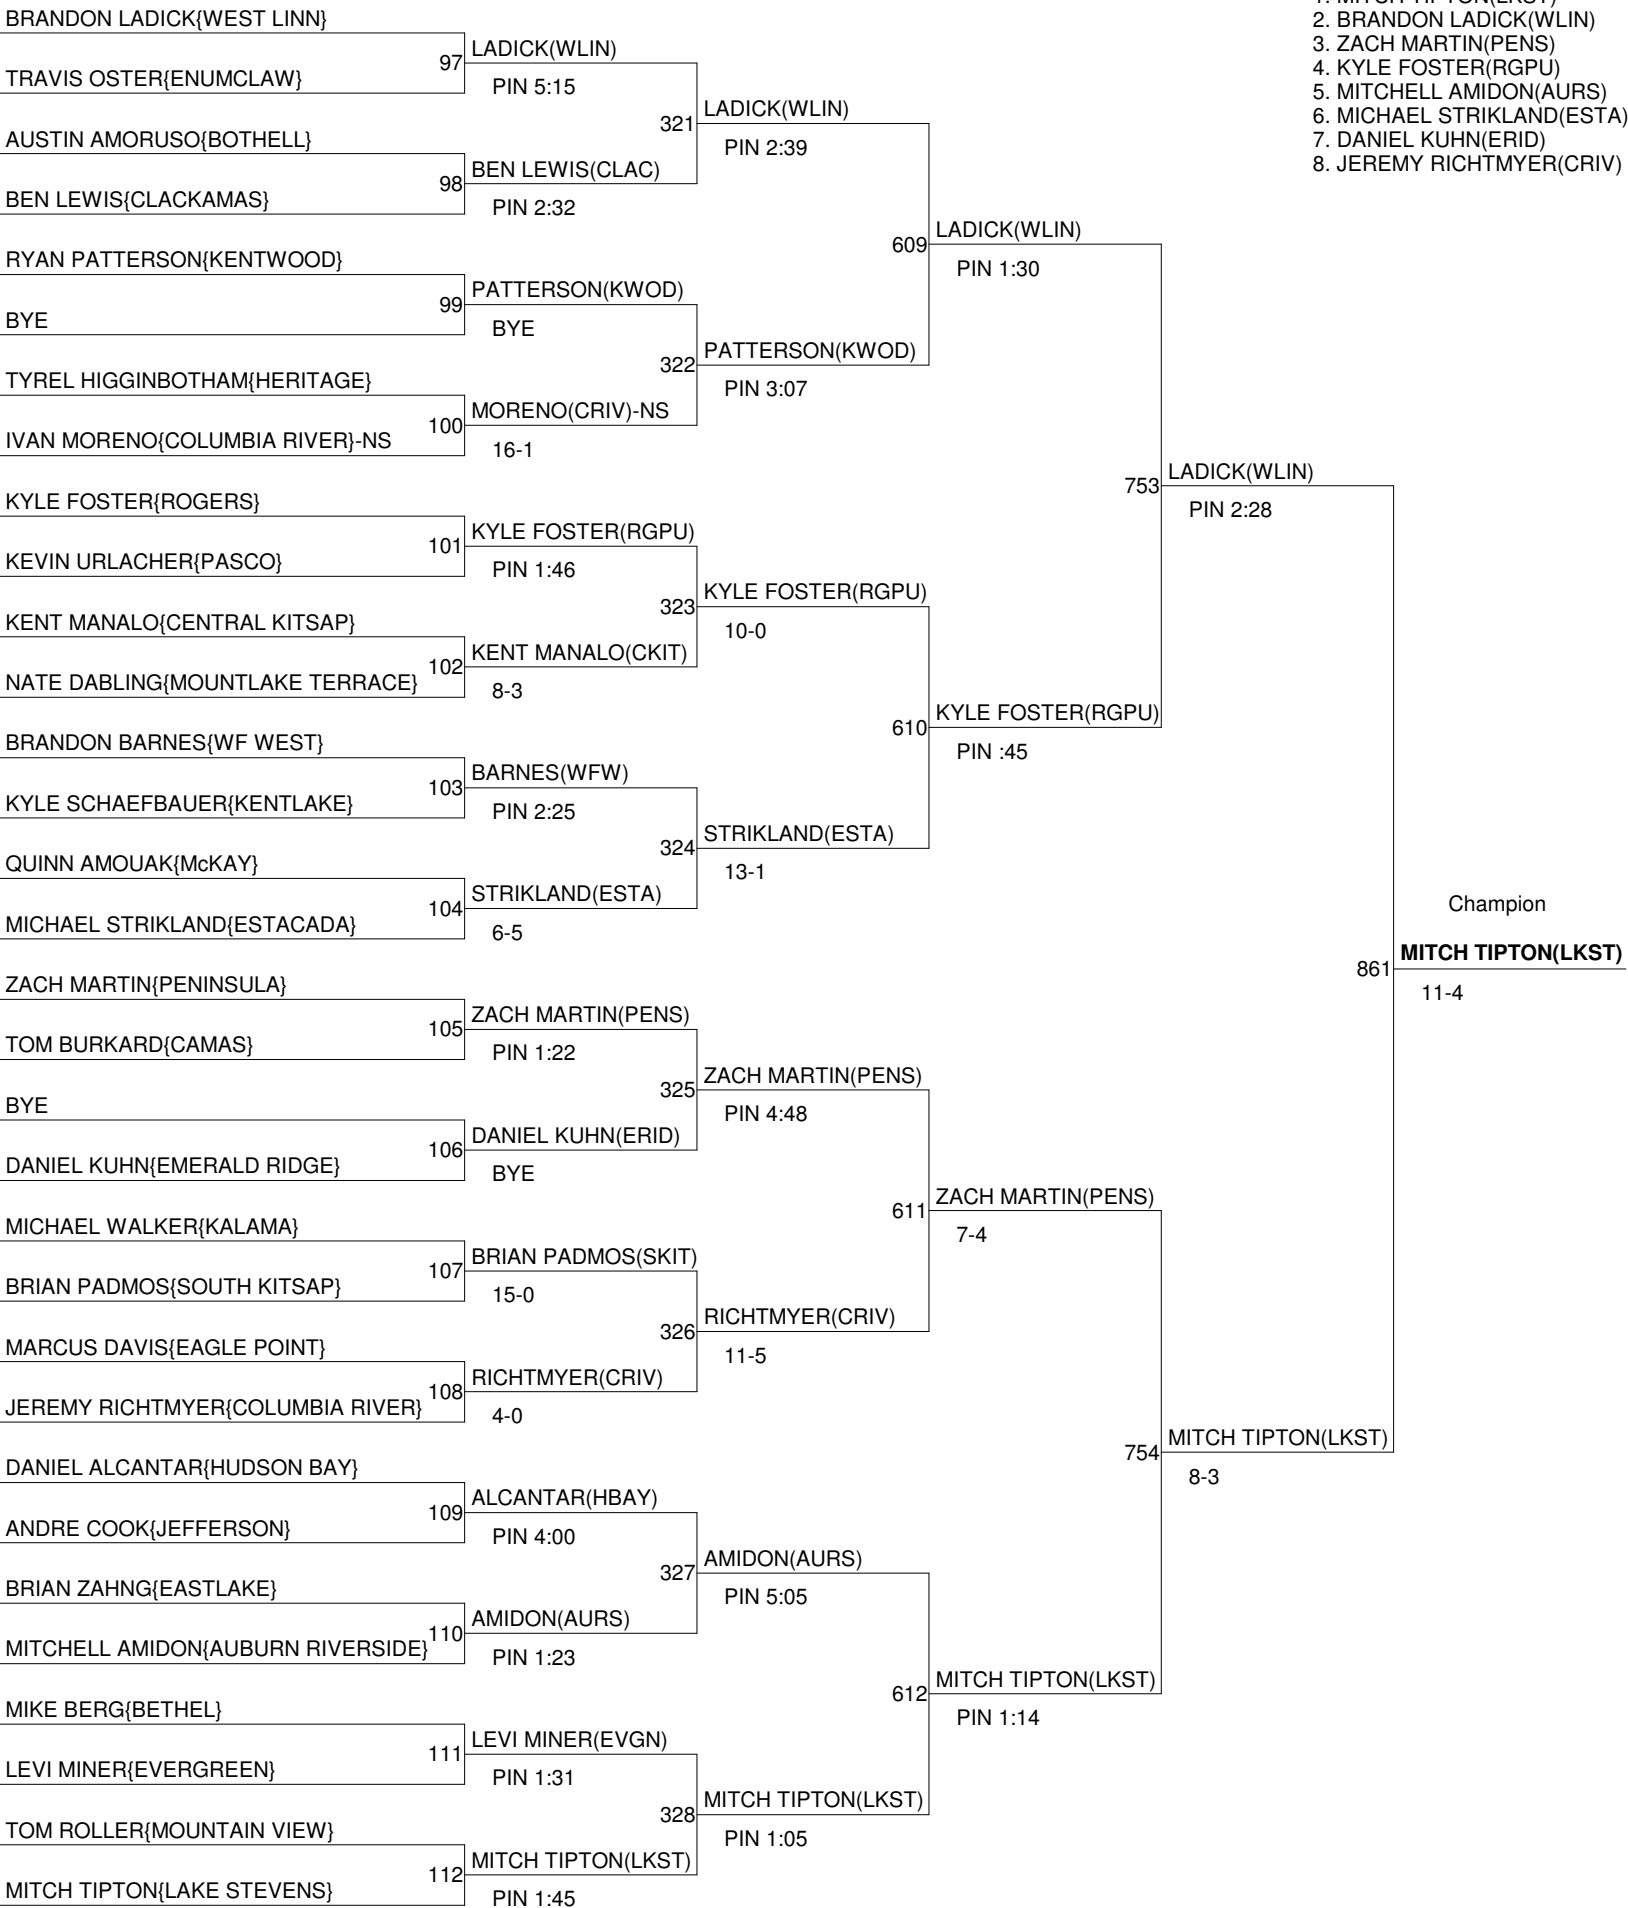 1. MITCH TIPTON(LKST)
2. BRANDON LADICK(WLIN)
3. ZACH MARTIN(PENS)
4. KYLE FOSTER(RGPU)
5. MITCHELL AMIDON(AURS)
6. MICHAEL STRIKLAND(ESTA)
7. DANIEL KUHN(ERID)
8. JEREMY RICHTMYER(CRIV)
BRANDON LADICK{WEST LINN}
TRAVIS OSTER{ENUMCLAW}
AUSTIN AMORUSO{BOTHELL}
BEN LEWIS{CLACKAMAS}
RYAN PATTERSON{KENTWOOD}
BYE
TYREL HIGGINBOTHAM{HERITAGE}
IVAN MORENO{COLUMBIA RIVER}-NS
KYLE FOSTER{ROGERS}
KEVIN URLACHER{PASCO}
KENT MANALO{CENTRAL KITSAP}
NATE DABLING{MOUNTLAKE TERRACE}
BRANDON BARNES{WF WEST}
KYLE SCHAEFBAUER{KENTLAKE}
QUINN AMOUAK{McKAY}
MICHAEL STRIKLAND{ESTACADA}
ZACH MARTIN{PENINSULA}
TOM BURKARD{CAMAS}
BYE
DANIEL KUHN{EMERALD RIDGE}
MICHAEL WALKER{KALAMA}
BRIAN PADMOS{SOUTH KITSAP}
MARCUS DAVIS{EAGLE POINT}
JEREMY RICHTMYER{COLUMBIA RIVER}
DANIEL ALCANTAR{HUDSON BAY}
ANDRE COOK{JEFFERSON}
BRIAN ZAHNG{EASTLAKE}
MITCHELL AMIDON{AUBURN RIVERSIDE}
MIKE BERG{BETHEL}
LEVI MINER{EVERGREEN}
TOM ROLLER{MOUNTAIN VIEW}
MITCH TIPTON{LAKE STEVENS}
97 LADICK(WLIN)
PIN 5:15
98 BEN LEWIS(CLAC)
PIN 2:32
99 PATTERSON(KWOD)
BYE
100 MORENO(CRIV)-NS
16-1
101 KYLE FOSTER(RGPU)
PIN 1:46
102 KENT MANALO(CKIT)
8-3
103 BARNES(WFW)
PIN 2:25
104 STRIKLAND(ESTA)
6-5
105 ZACH MARTIN(PENS)
PIN 1:22
106 DANIEL KUHN(ERID)
BYE
107 BRIAN PADMOS(SKIT)
15-0
108 RICHTMYER(CRIV)
4-0
109 ALCANTAR(HBAY)
PIN 4:00
110 AMIDON(AURS)
PIN 1:23
111 LEVI MINER(EVGN)
PIN 1:31
112 MITCH TIPTON(LKST)
PIN 1:45
321 LADICK(WLIN)
PIN 2:39
322 PATTERSON(KWOD)
PIN 3:07
323 KYLE FOSTER(RGPU)
10-0
324 STRIKLAND(ESTA)
13-1
325 ZACH MARTIN(PENS)
PIN 4:48
326 RICHTMYER(CRIV)
11-5
327 AMIDON(AURS)
PIN 5:05
328 MITCH TIPTON(LKST)
PIN 1:05
609 LADICK(WLIN)
PIN 1:30
610 KYLE FOSTER(RGPU)
PIN :45
611 ZACH MARTIN(PENS)
7-4
612 MITCH TIPTON(LKST)
PIN 1:14
753 LADICK(WLIN)
PIN 2:28
754 MITCH TIPTON(LKST)
8-3
Champion
861 MITCH TIPTON(LKST)
11-4